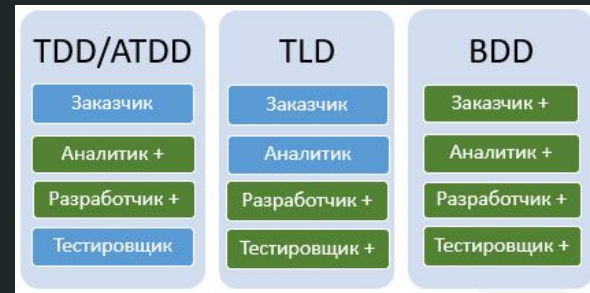 TDD/ATDD
Заказчик
Аналитик +
Разработчик +
Тестировщик
TLD
Заказчик
Аналитик
Разработчик +
Тестировщик +
BDD
Заказчик +
Аналитик +
Разработчик +
Тестировщик +